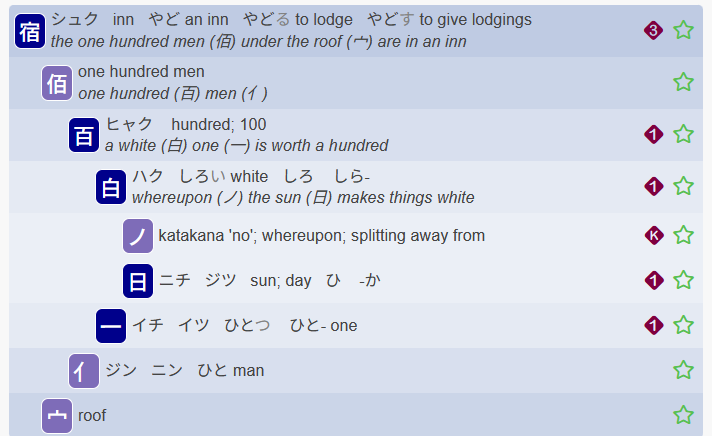 宿 シュク inn やど an inn やどる to lodge やどす to give lodgings 3
the one hundred men (佰) under the roof (宀) are in an inn
佰 one hundred men
one hundred (百) men (亻)
百 ヒャク hundred; 100 1
a white (白) one (一) is worth a hundred
白 ハク しろい white しろ しら- 1
whereupon (ノ) the sun (日) makes things white
ノ katakana 'no'; whereupon; splitting away from K
日 ニチ ジツ sun; day ひ -か 1
一 イチ イツ ひとつ ひと- one 1
亻 ジン ニン ひと man
宀 roof